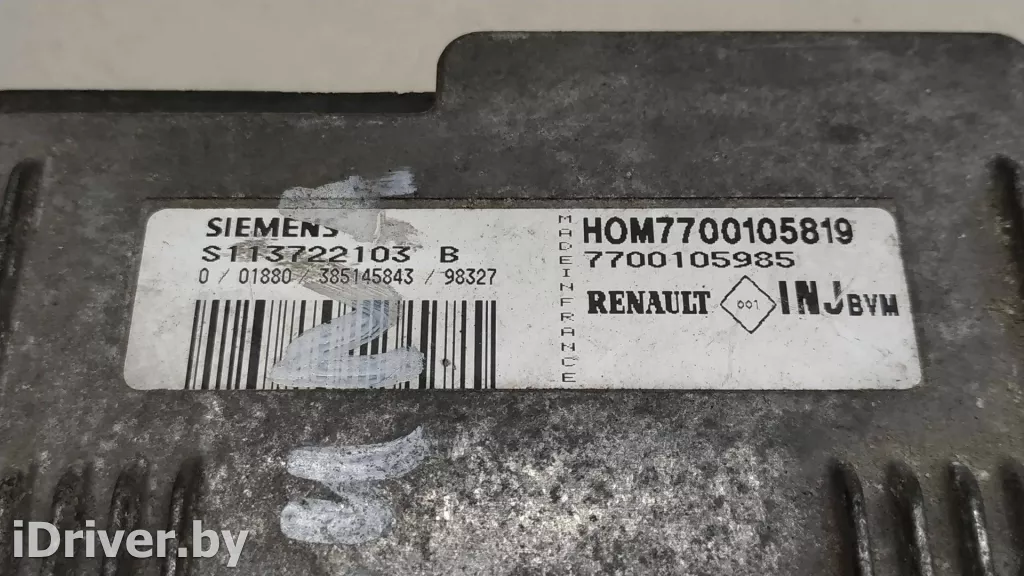 SIEMENS
S113722103 B
0 / 01880 / 385145843 / 98327
MADE IN FRANCE
HOM7700105819
7700105985
RENAULT 001 INJ BVM
iDriver.by